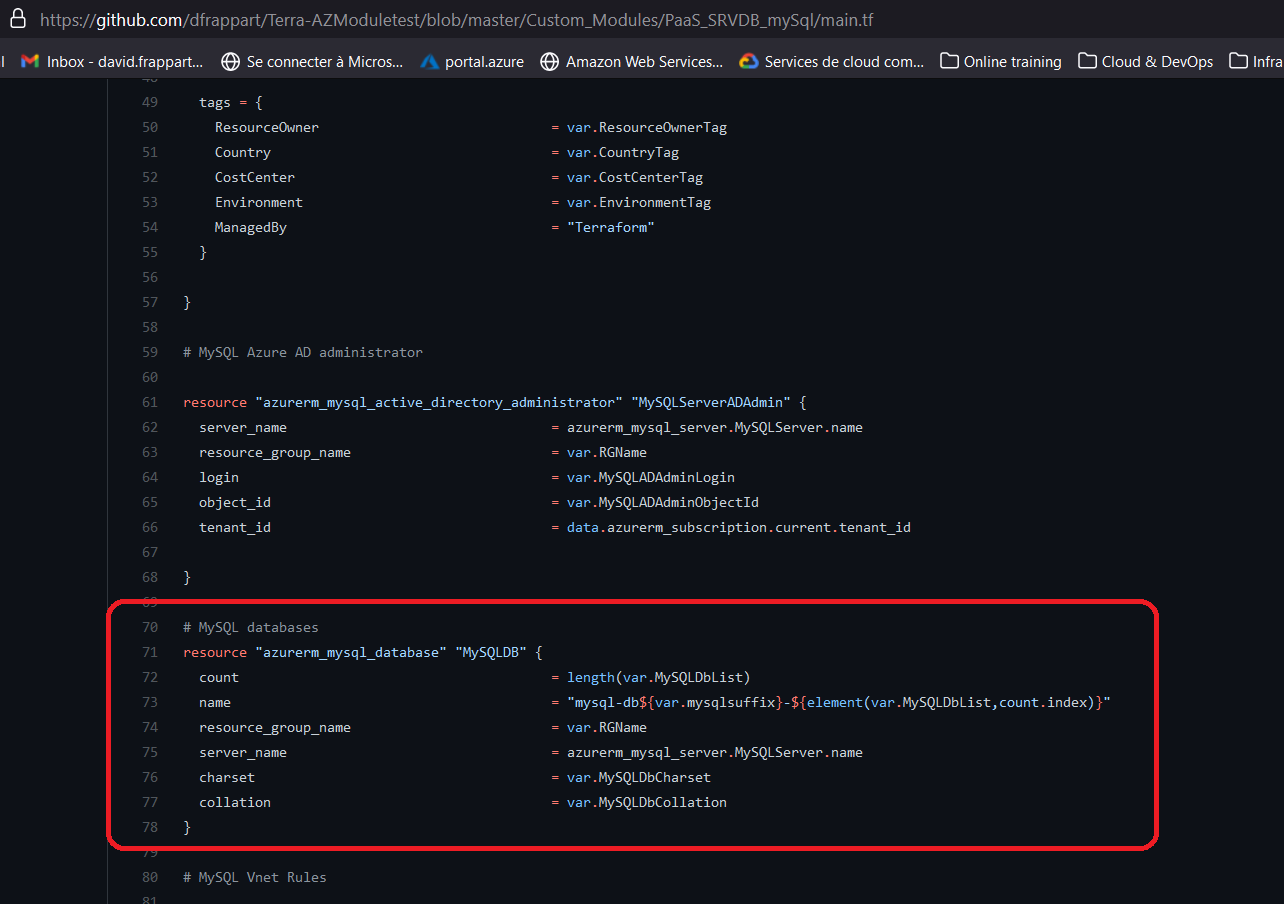 https://github.com/dfrappart/Terra-AZModuletest/blob/master/Custom_Modules/PaaS_SRVDB_mySql/main.tf
l Inbox - david.frappart... Se connecter à Micros... portal.azure Amazon Web Services... Services de cloud com... Online training Cloud & DevOps Infra
48
49 tags = {
50 ResourceOwner = var.ResourceOwnerTag
51 Country = var.CountryTag
52 CostCenter = var.CostCenterTag
53 Environment = var.EnvironmentTag
54 ManagedBy = "Terraform"
55 }
56
57 }
58
59 # MySQL Azure AD administrator
60
61 resource "azurerm_mysql_active_directory_administrator" "MySQLServerADAdmin" {
62 server_name = azurerm_mysql_server.MySQLServer.name
63 resource_group_name = var.RGName
64 login = var.MySQLADAdminLogin
65 object_id = var.MySQLADAdminObjectId
66 tenant_id = data.azurerm_subscription.current.tenant_id
67
68 }
69
70 # MySQL databases
71 resource "azurerm_mysql_database" "MySQLDB" {
72 count = length(var.MySQLDbList)
73 name = "mysql-db${var.mysqlsuffix}-${element(var.MySQLDbList,count.index)}"
74 resource_group_name = var.RGName
75 server_name = azurerm_mysql_server.MySQLServer.name
76 charset = var.MySQLDbCharset
77 collation = var.MySQLDbCollation
78 }
79
80 # MySQL Vnet Rules
81